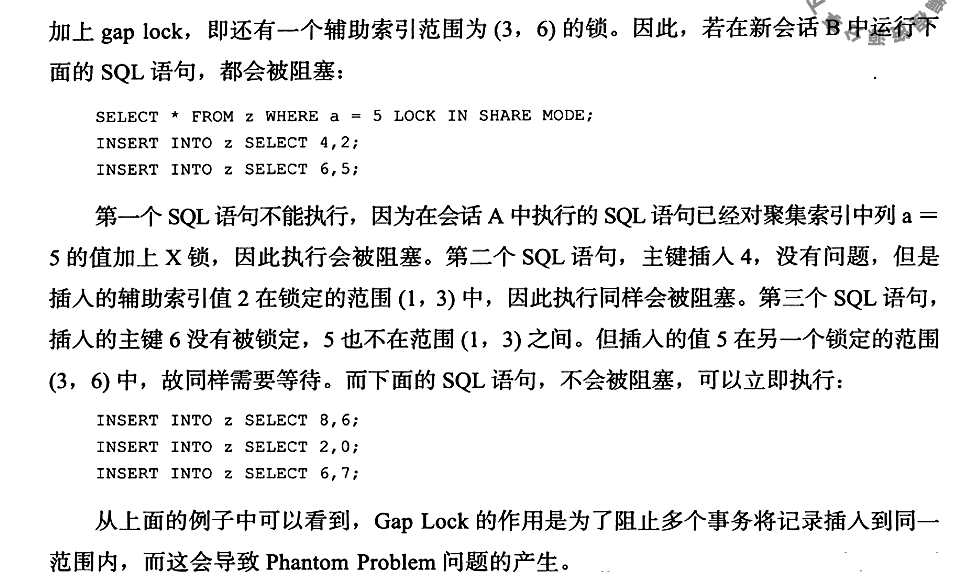 加上 gap lock，即还有一个辅助索引范围为 (3，6) 的锁。因此，若在新会话 B 中运行下
面的 SQL 语句，都会被阻塞：
SELECT * FROM z WHERE a = 5 LOCK IN SHARE MODE;
INSERT INTO z SELECT 4,2;
INSERT INTO z SELECT 6,5;
第一个 SQL 语句不能执行，因为在会话 A 中执行的 SQL 语句已经对聚集索引中列 a =
5 的值加上 X 锁，因此执行会被阻塞。第二个 SQL 语句，主键插入 4，没有问题，但是
插入的辅助索引值 2 在锁定的范围 (1，3) 中，因此执行同样会被阻塞。第三个 SQL 语句，
插入的主键 6 没有被锁定，5 也不在范围 (1，3) 之间。但插入的值 5 在另一个锁定的范围
(3，6) 中，故同样需要等待。而下面的 SQL 语句，不会被阻塞，可以立即执行：
INSERT INTO z SELECT 8,6;
INSERT INTO z SELECT 2,0;
INSERT INTO z SELECT 6,7;
从上面的例子中可以看到，Gap Lock 的作用是为了阻止多个事务将记录插入到同一
范围内，而这会导致 Phantom Problem 问题的产生。